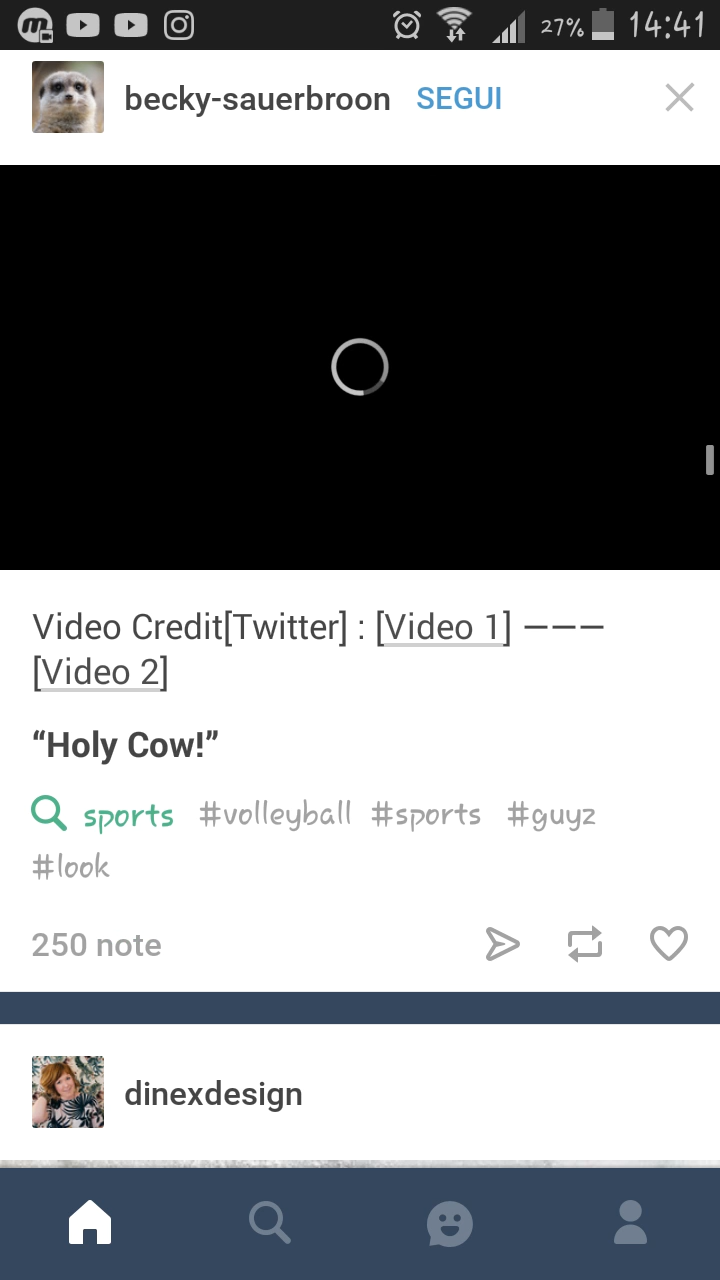 27% 14:41
becky-sauerbroon SEGUI
Video Credit[Twitter] : [Video 1] ———
[Video 2]
“Holy Cow!”
sports #volleyball #sports #guyz
#look
250 note
dinexdesign